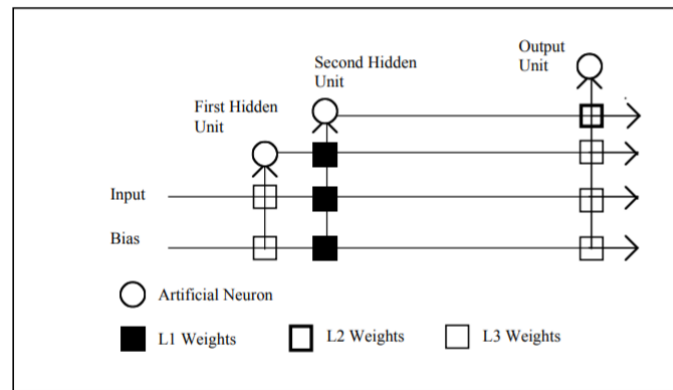 Output
Unit
Second Hidden
Unit
First Hidden
Unit
Input
Bias
Artificial Neuron
L1 Weights
L2 Weights
L3 Weights